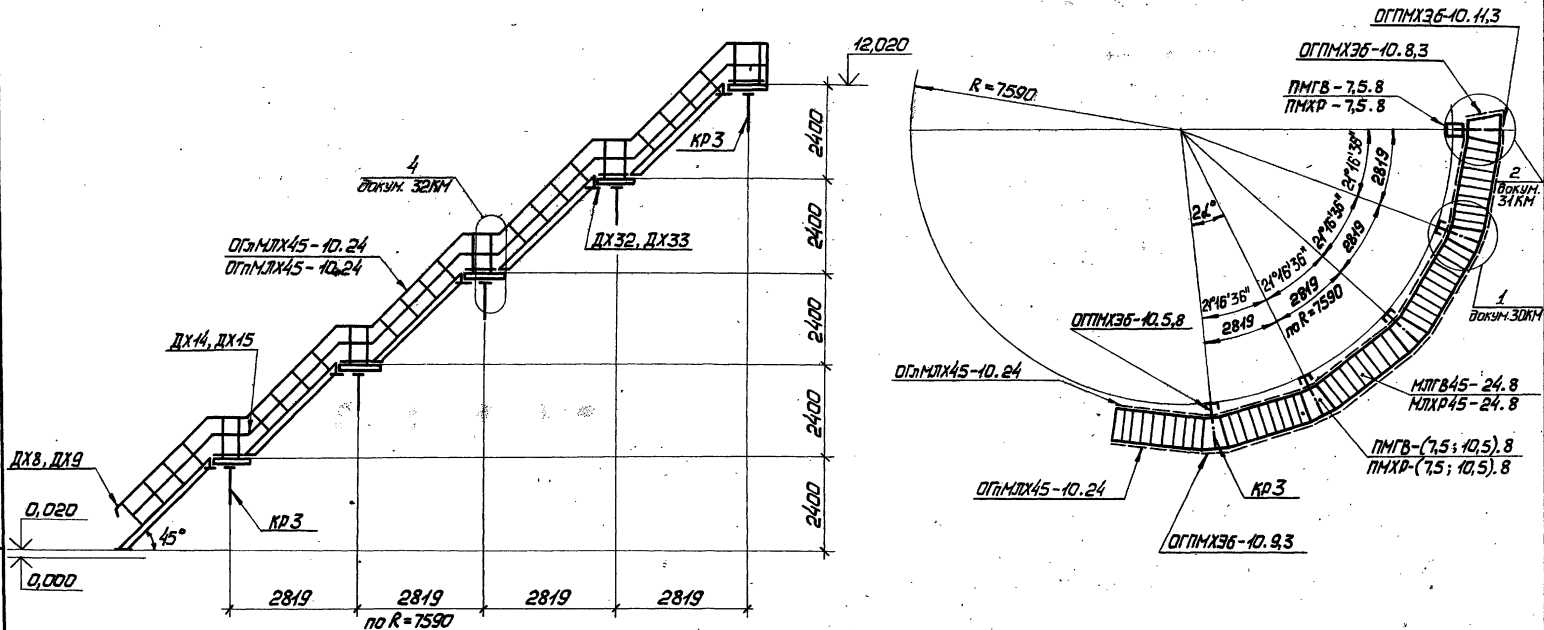 12,020
КР3
2400
2400
2400
2400
2400
4
докум. 32КМ
ДХ32, ДХ33
ОГлМЛХ45-10.24
ОГпМЛХ45-10.24
ДХ14, ДХ15
ДХ8, ДХ9
0,020
0,000
45°
КР3
2819
2819
2819
2819
по R=7590
ОГПМХЭ6-10.11,3
ОГПМХЭ6-10.8,3
ПМГВ-7,5.8
ПМХР-7,5.8
R=7590
2
докум.
31КМ
21°16'36"
2819
21°16'36"
2819
21°16'36"
2819
по R=7590
21°16'36"
2819
2α°
1
докум.30КМ
ОГПМХЭ6-10.5,8
ОГлМЛХ45-10.24
МЛГВ45-24.8
МЛХР45-24.8
ПМГВ-(7,5; 10,5).8
ПМХР-(7,5; 10,5).8
КР3
ОГпМЛХ45-10.24
ОГПМХЭ6-10.9,3